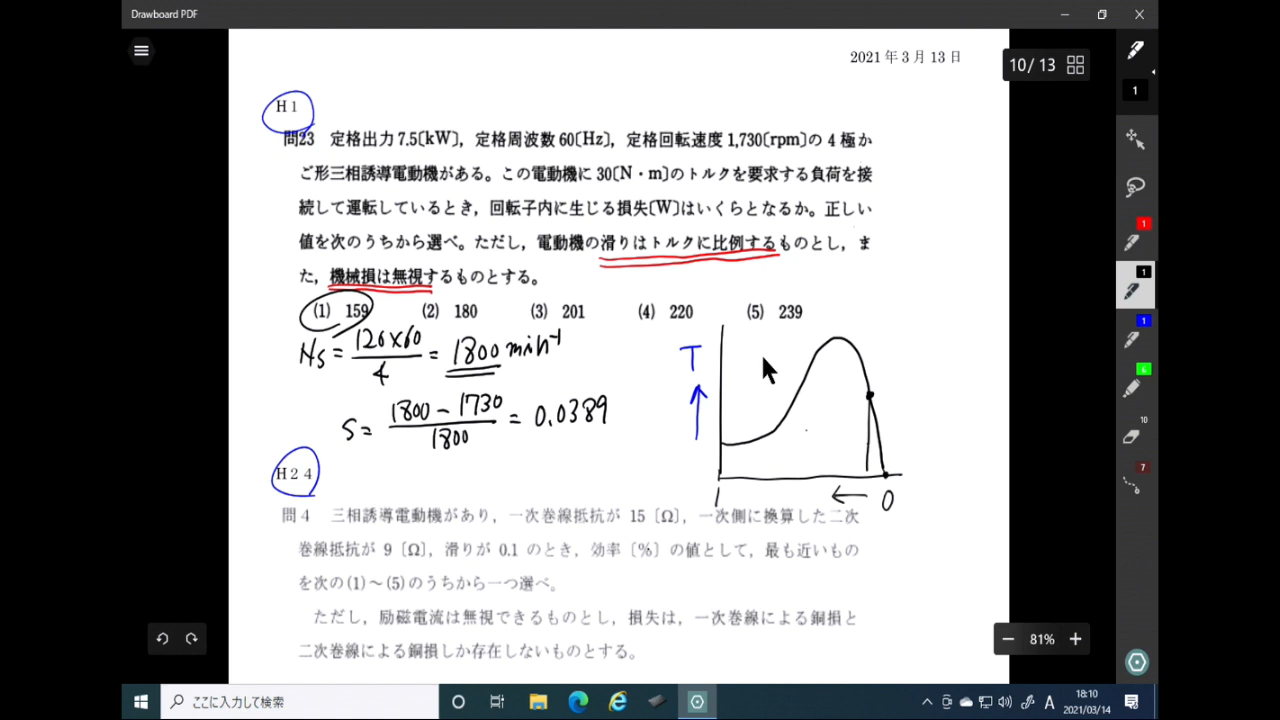 Drawboard PDF
2021年3月13日
10/13
H1
問23 定格出力7.5〔kW〕，定格周波数60〔Hz〕，定格回転速度1,730〔rpm〕の4極か
ご形三相誘導電動機がある。この電動機に30〔N・m〕のトルクを要求する負荷を接
続して運転しているとき，回転子内に生じる損失〔W〕はいくらとなるか。正しい
値を次のうちから選べ。ただし，電動機の滑りはトルクに比例するものとし，ま
た，機械損は無視するものとする。
(1) 159 (2) 180 (3) 201 (4) 220 (5) 239
Ns = 120×60 / 4 = 1800 min⁻¹
S = 1800 − 1730 / 1800 = 0.0389
T
1 ← 0
H24
問4 三相誘導電動機があり，一次巻線抵抗が 15〔Ω〕，一次側に換算した二次
巻線抵抗が 9〔Ω〕，滑りが 0.1 のとき，効率〔%〕の値として，最も近いもの
を次の(1)～(5)のうちから一つ選べ。
ただし，励磁電流は無視できるものとし，損失は，一次巻線による銅損と
二次巻線による銅損しか存在しないものとする。
1
1
1
1
6
10
7
81%
ここに入力して検索
A
18:10
2021/03/14